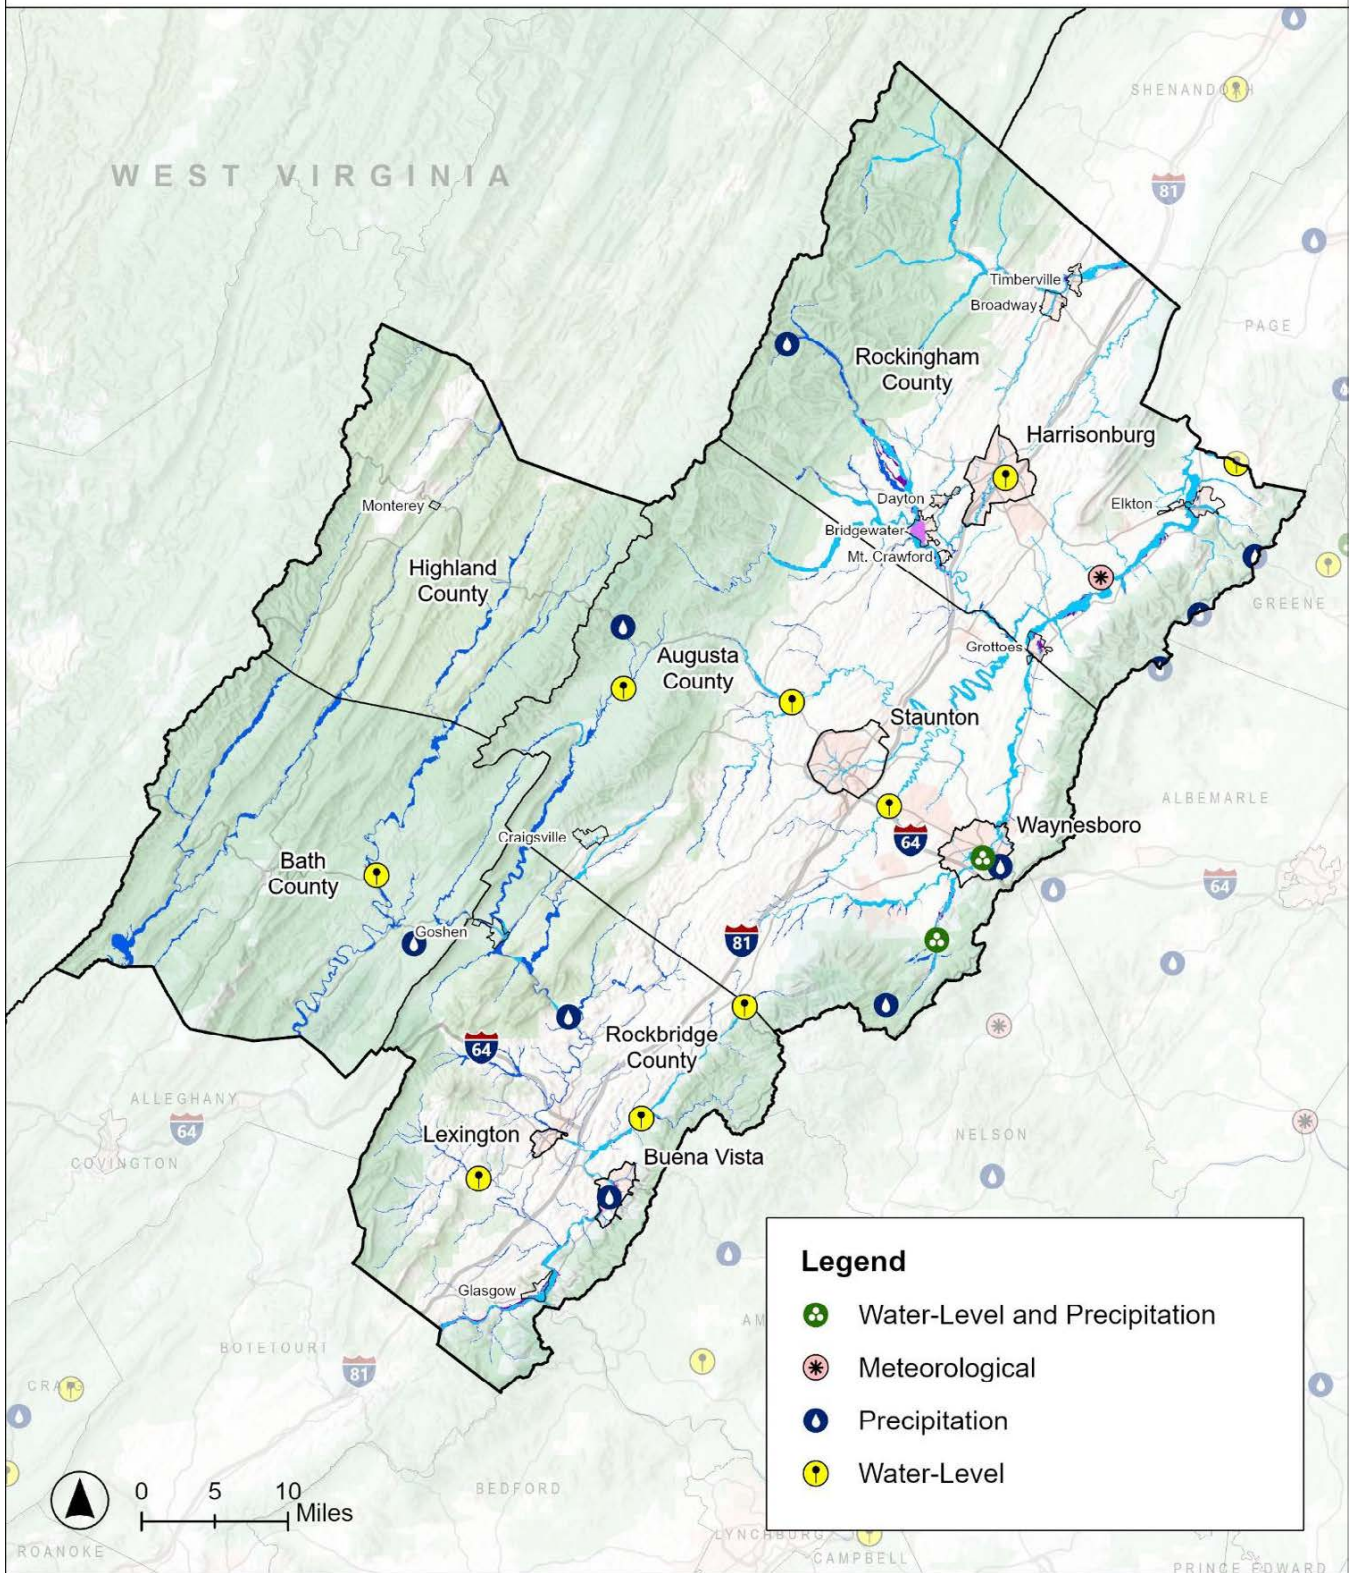 SHENANDOAH
WEST VIRGINIA
81
Timberville
Broadway
PAGE
Rockingham
County
Harrisonburg
Monterey
Dayton
Elkton
Bridgewater
Mt. Crawford
Highland
County
GREENE
Grottoes
Augusta
County
Staunton
ALBEMARLE
Waynesboro
Craigsville
64
Bath
County
64
Goshen
81
Rockbridge
County
64
ALLEGHANY
64
Lexington
NELSON
COVINGTON
Buena Vista
Legend
Glasgow
Water-Level and Precipitation
AM
BOTETOURT
Meteorological
81
CRAIG
Precipitation
Water-Level
0 5 10
Miles
BEDFORD
LYNCHBURG
ROANOKE
CAMPBELL
PRINCE EDWARD